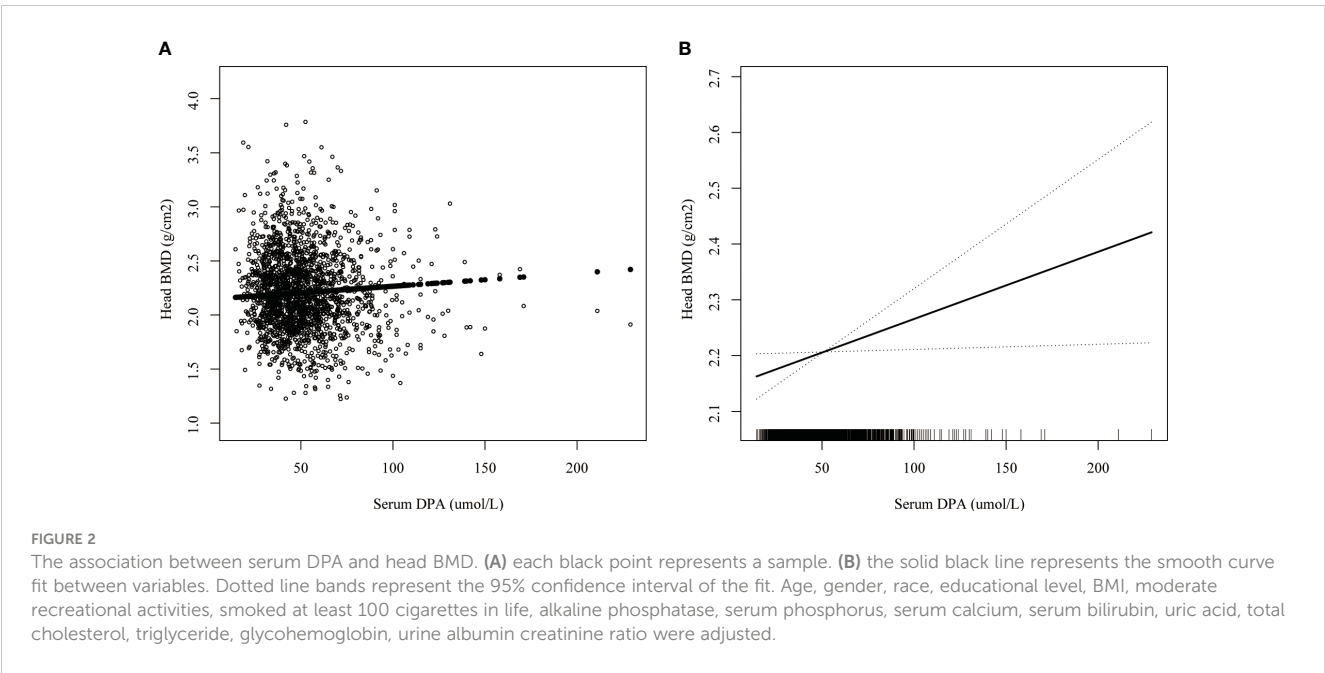 A
B
4.0
3.5
3.0
2.5
2.0
1.5
1.0
Head BMD (g/cm2)
50
100
150
200
Serum DPA (umol/L)
2.7
2.6
2.5
2.4
2.3
2.2
2.1
Head BMD (g/cm2)
50
100
150
200
Serum DPA (umol/L)
FIGURE 2
The association between serum DPA and head BMD. (A) each black point represents a sample. (B) the solid black line represents the smooth curve
fit between variables. Dotted line bands represent the 95% confidence interval of the fit. Age, gender, race, educational level, BMI, moderate
recreational activities, smoked at least 100 cigarettes in life, alkaline phosphatase, serum phosphorus, serum calcium, serum bilirubin, uric acid, total
cholesterol, triglyceride, glycohemoglobin, urine albumin creatinine ratio were adjusted.